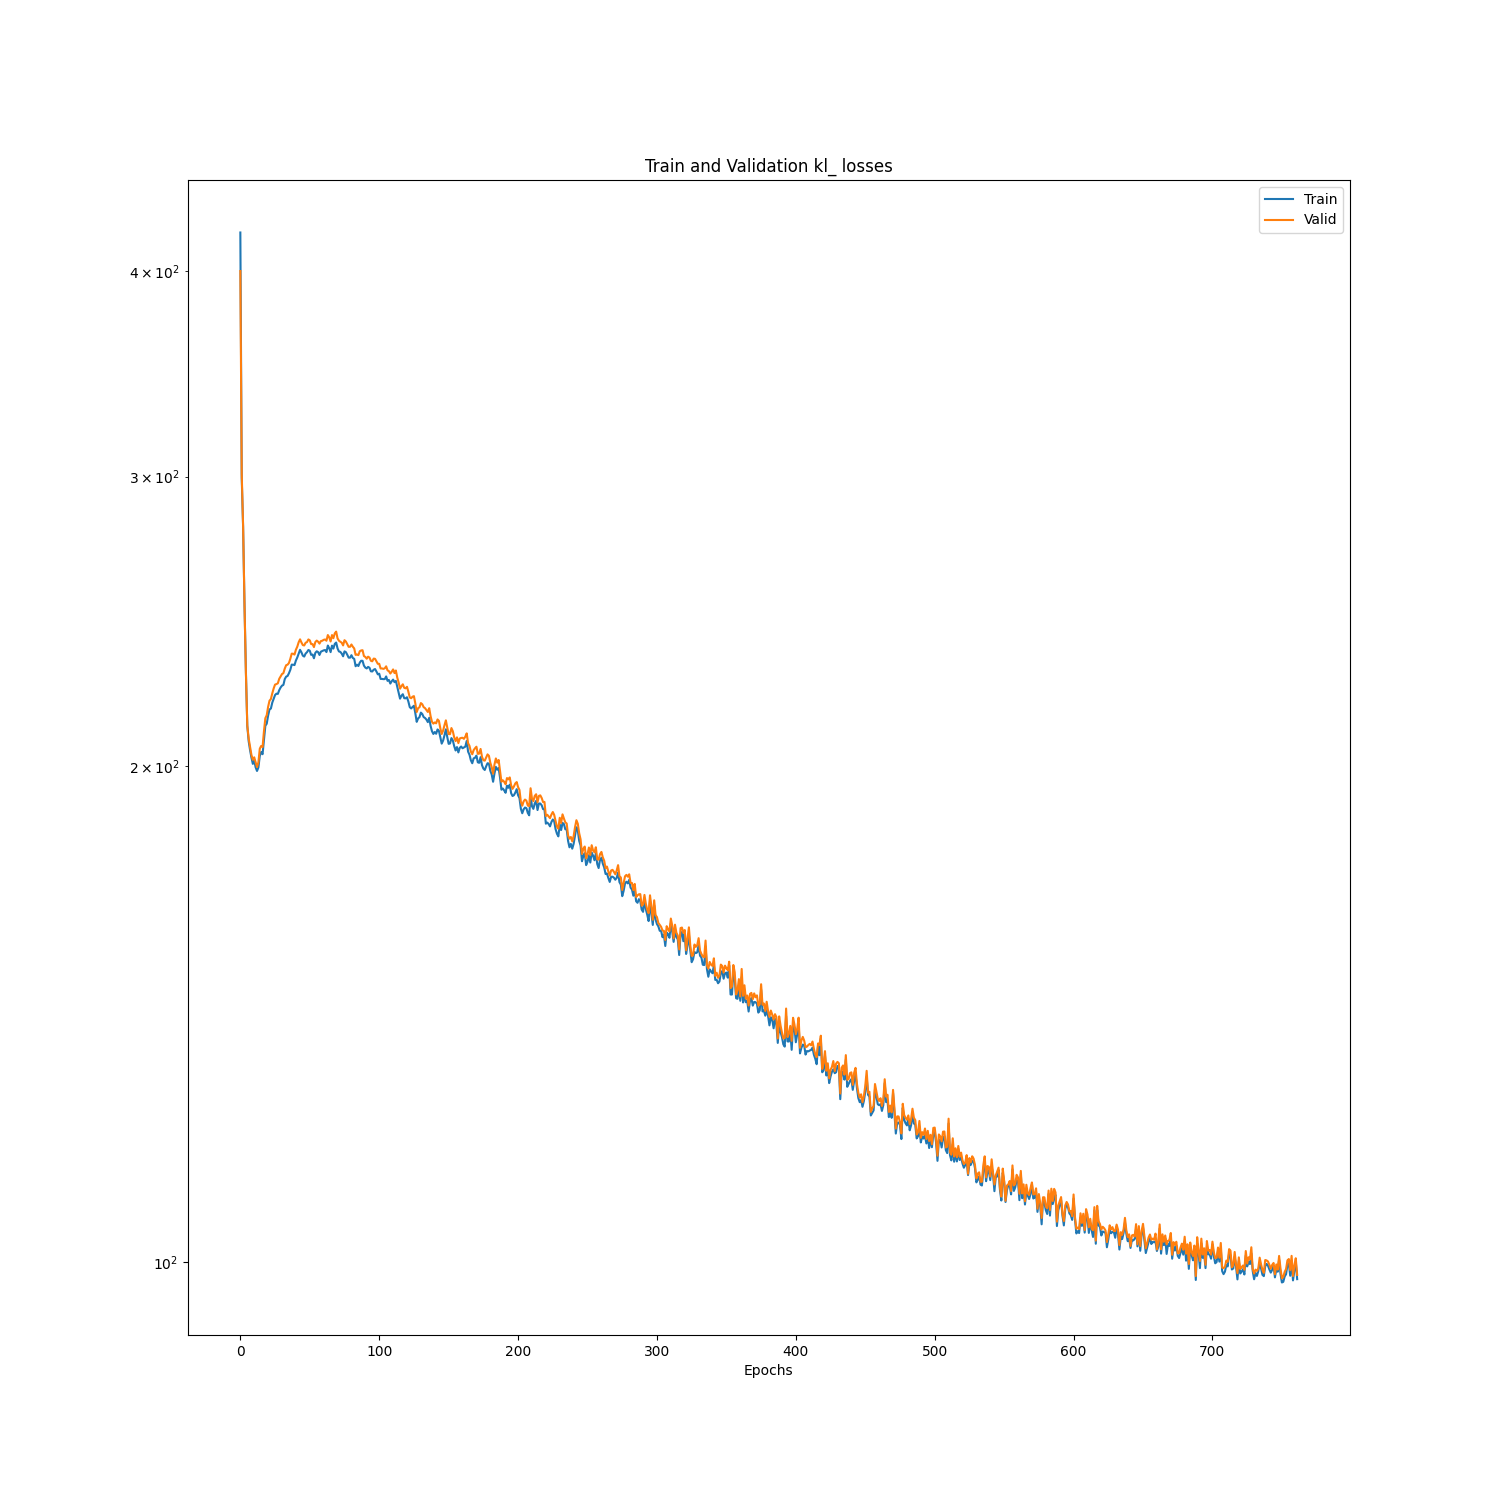 Train and Validation kl_ losses
Train
Valid
4 × 10²
3 × 10²
2 × 10²
10²
0 100 200 300 400 500 600 700
Epochs